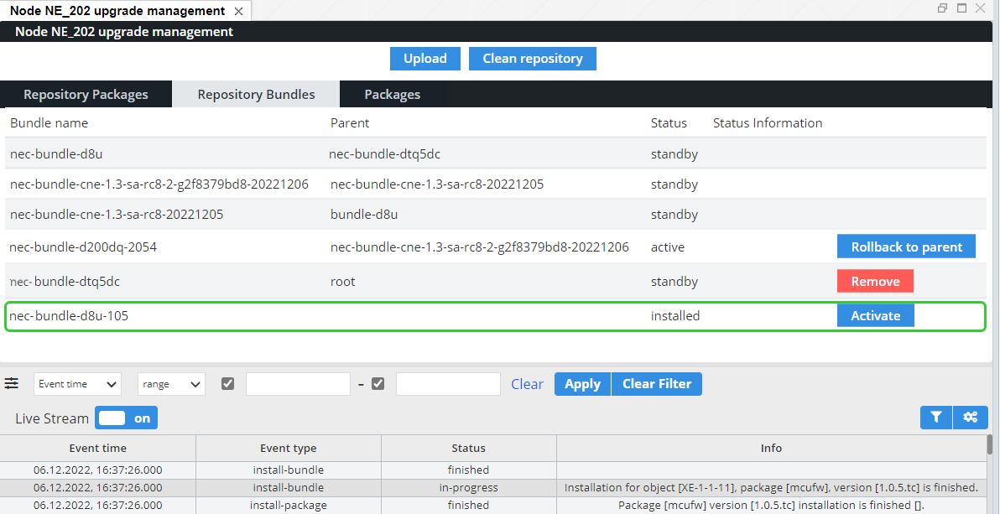 Node NE_202 upgrade management
Node NE_202 upgrade management
Upload Clean repository
Repository Packages Repository Bundles Packages
Bundle name Parent Status Status Information
nec-bundle-d8u nec-bundle-dtq5dc standby
nec-bundle-cne-1.3-sa-rc8-2-g2f8379bd8-20221206 nec-bundle-cne-1.3-sa-rc8-20221205 standby
nec-bundle-cne-1.3-sa-rc8-20221205 bundle-d8u standby
nec-bundle-d200dq-2054 nec-bundle-cne-1.3-sa-rc8-2-g2f8379bd8-20221206 active Rollback to parent
nec-bundle-dtq5dc root standby Remove
nec-bundle-d8u-105 installed Activate
Event time range – Clear Apply Clear Filter
Live Stream on
Event time Event type Status Info
06.12.2022, 16:37:26.000 install-bundle finished
06.12.2022, 16:37:26.000 install-bundle in-progress Installation for object [XE-1-1-11], package [mcufw], version [1.0.5.tc] is finished.
06.12.2022, 16:37:26.000 install-package finished Package [mcufw] version [1.0.5.tc] installation is finished [].